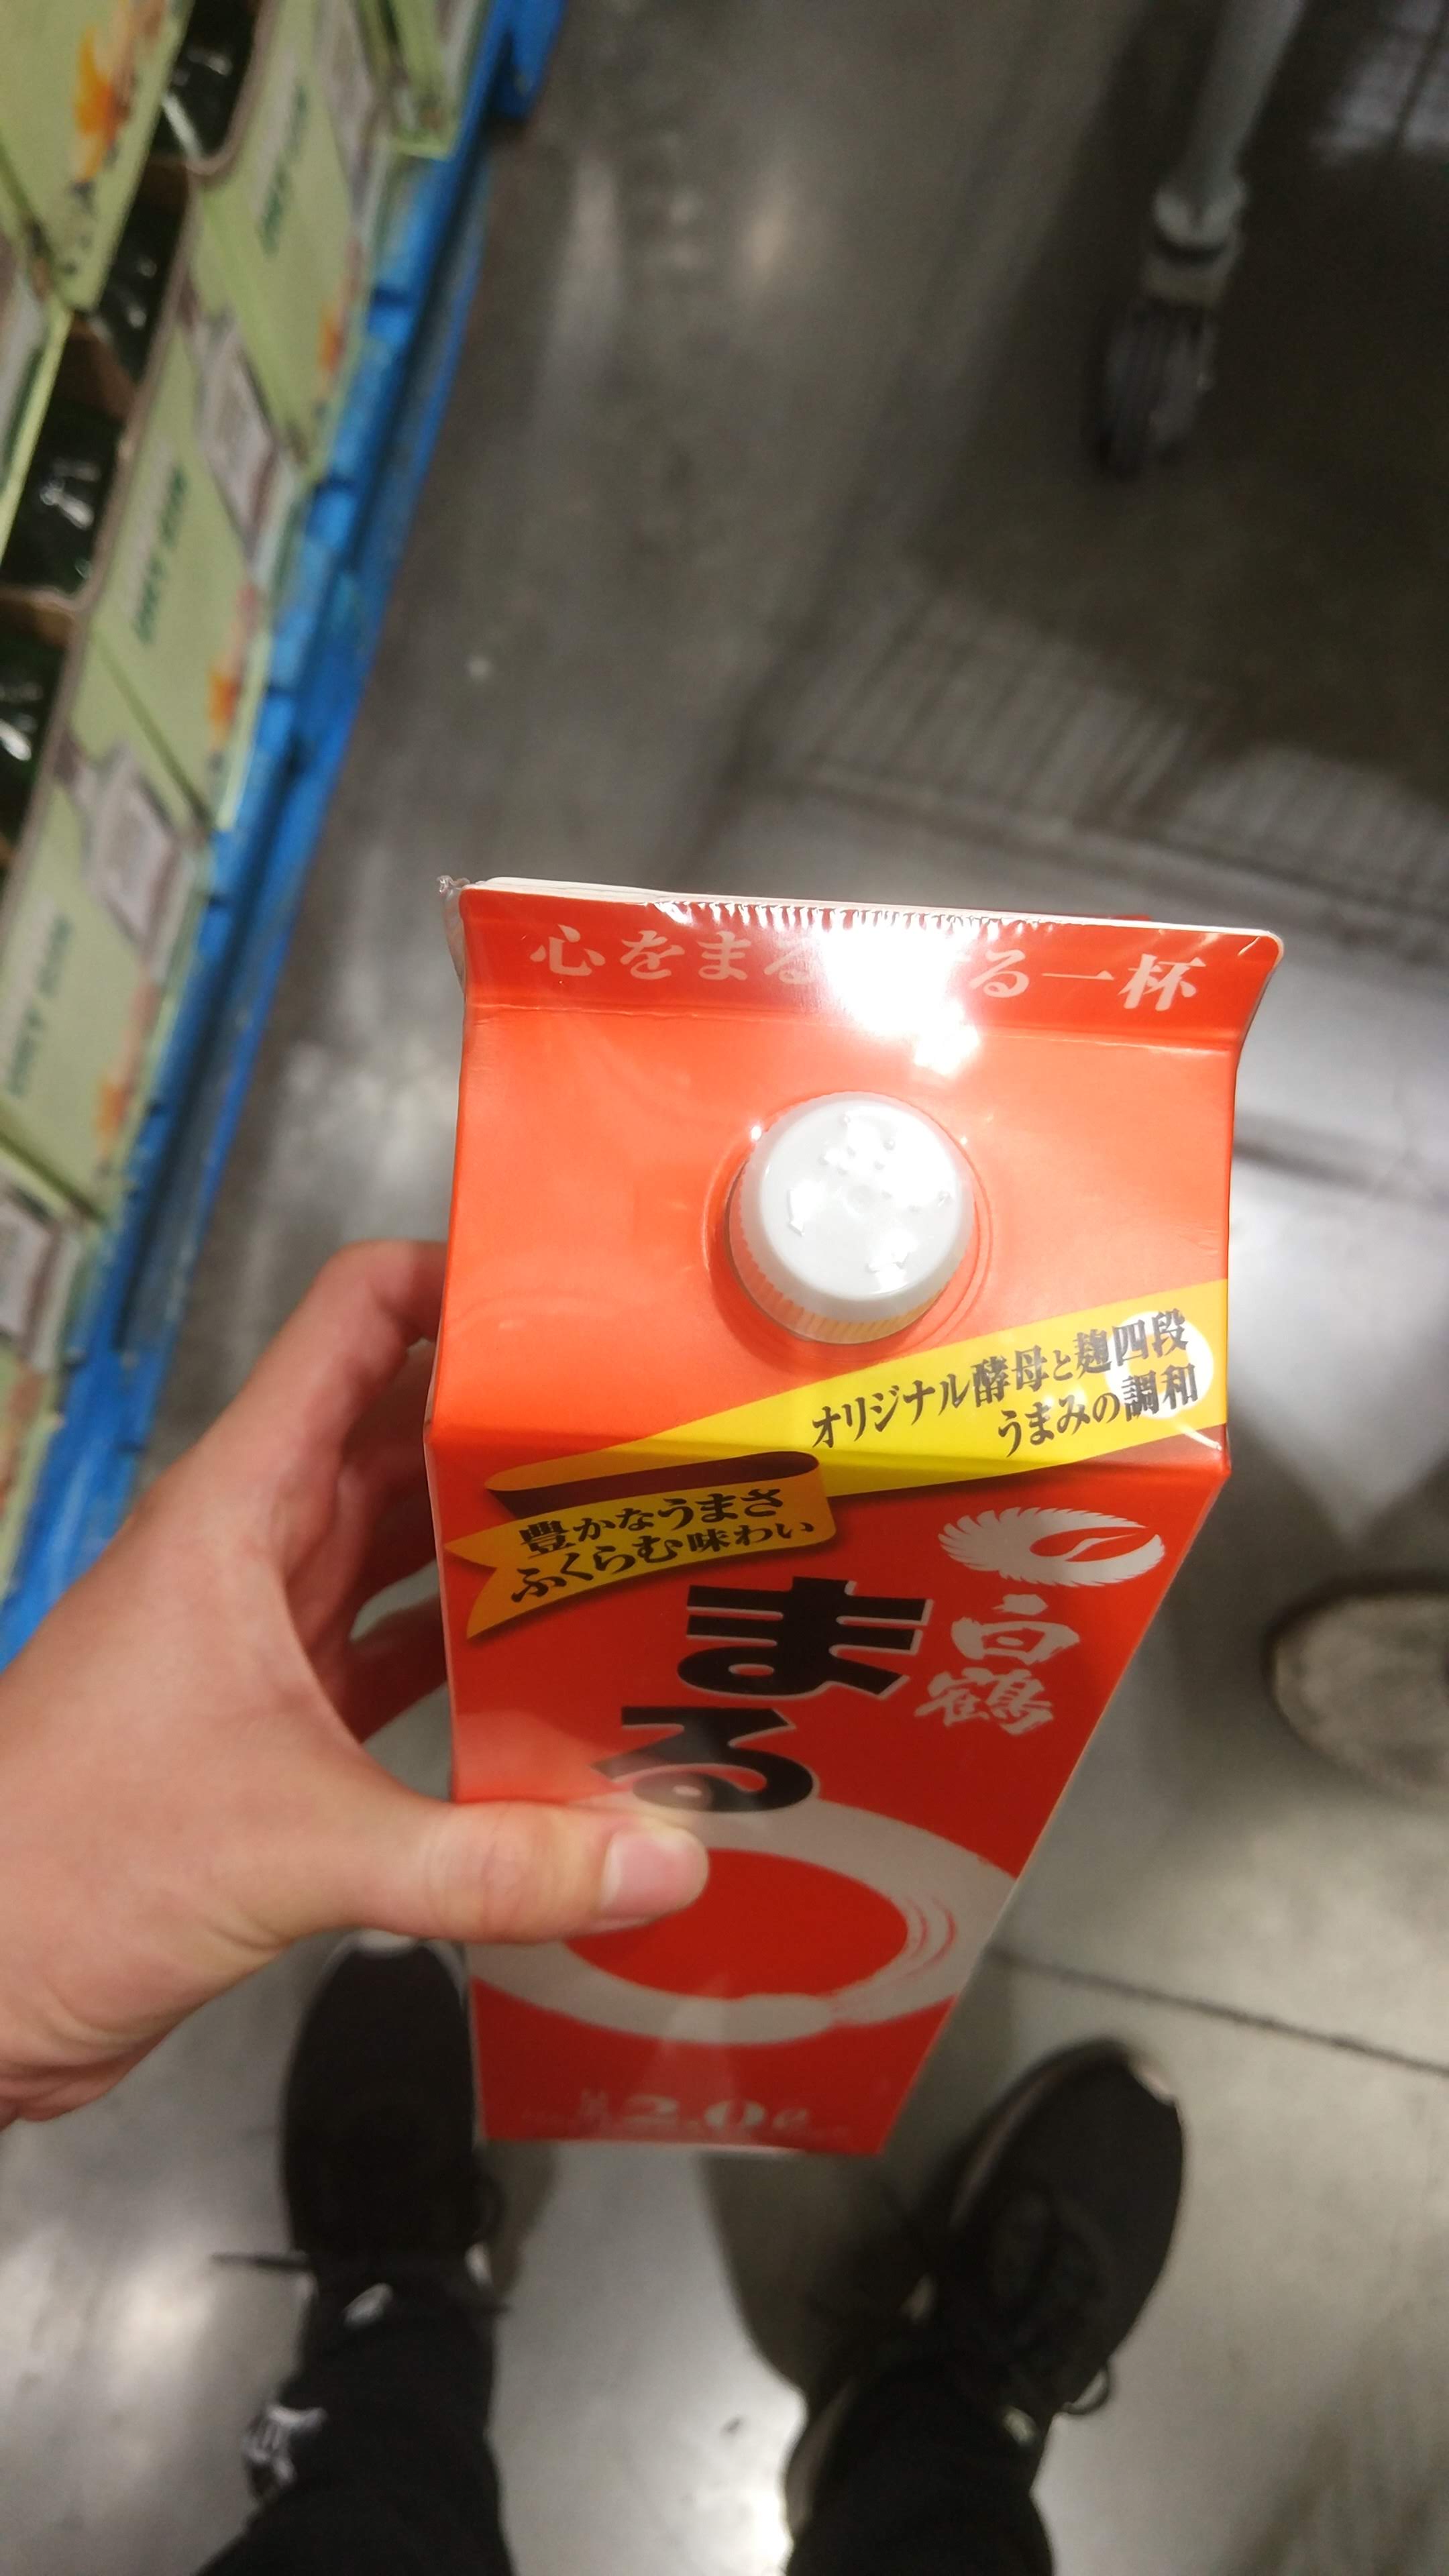 心をまる る一杯
オリジナル酵母と麹四段
うまみの調和
豊かなうまさ
ふくらむ味わい
白鶴
まる
2.0ℓ